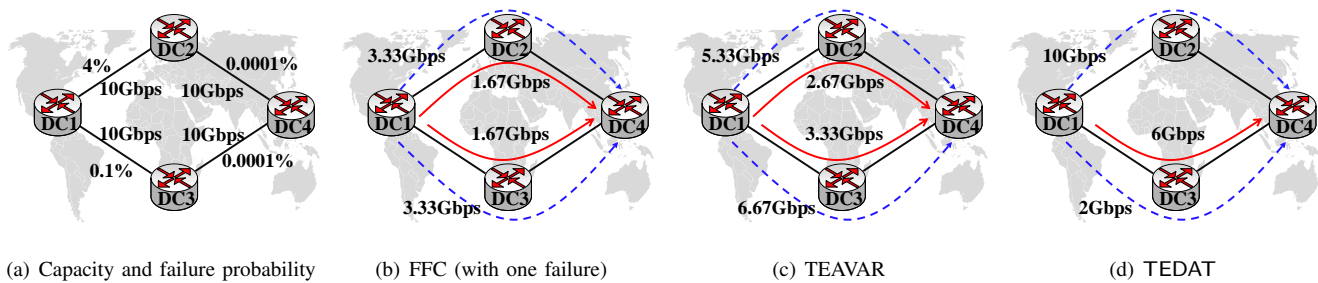 DC2
4%
0.0001%
10Gbps
10Gbps
DC1
DC4
10Gbps
10Gbps
0.1%
0.0001%
DC3
(a) Capacity and failure probability
DC2
3.33Gbps
1.67Gbps
DC1
DC4
1.67Gbps
DC3
3.33Gbps
(b) FFC (with one failure)
DC2
5.33Gbps
2.67Gbps
DC1
DC4
3.33Gbps
DC3
6.67Gbps
(c) TEAVAR
DC2
10Gbps
DC1
DC4
6Gbps
DC3
2Gbps
(d) TEDAT